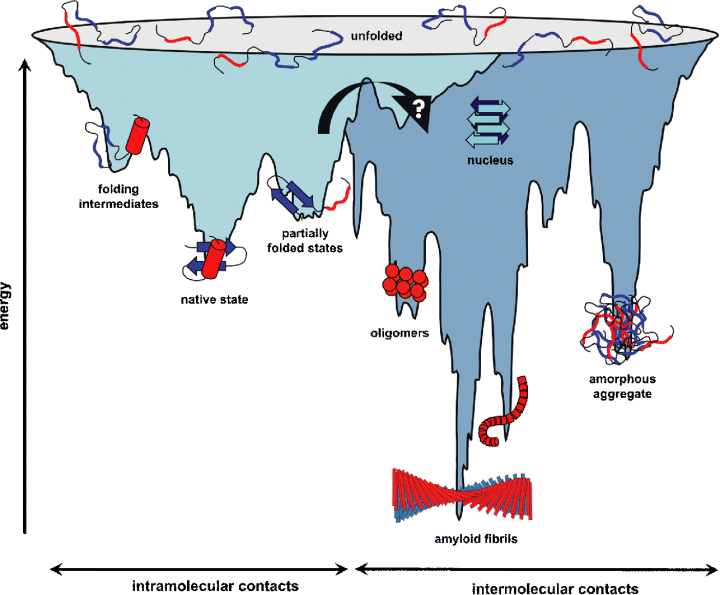 unfolded
?
nucleus
folding
intermediates
partially
folded states
native state
oligomers
amorphous
aggregate
amyloid fibrils
energy
intramolecular contacts
intermolecular contacts